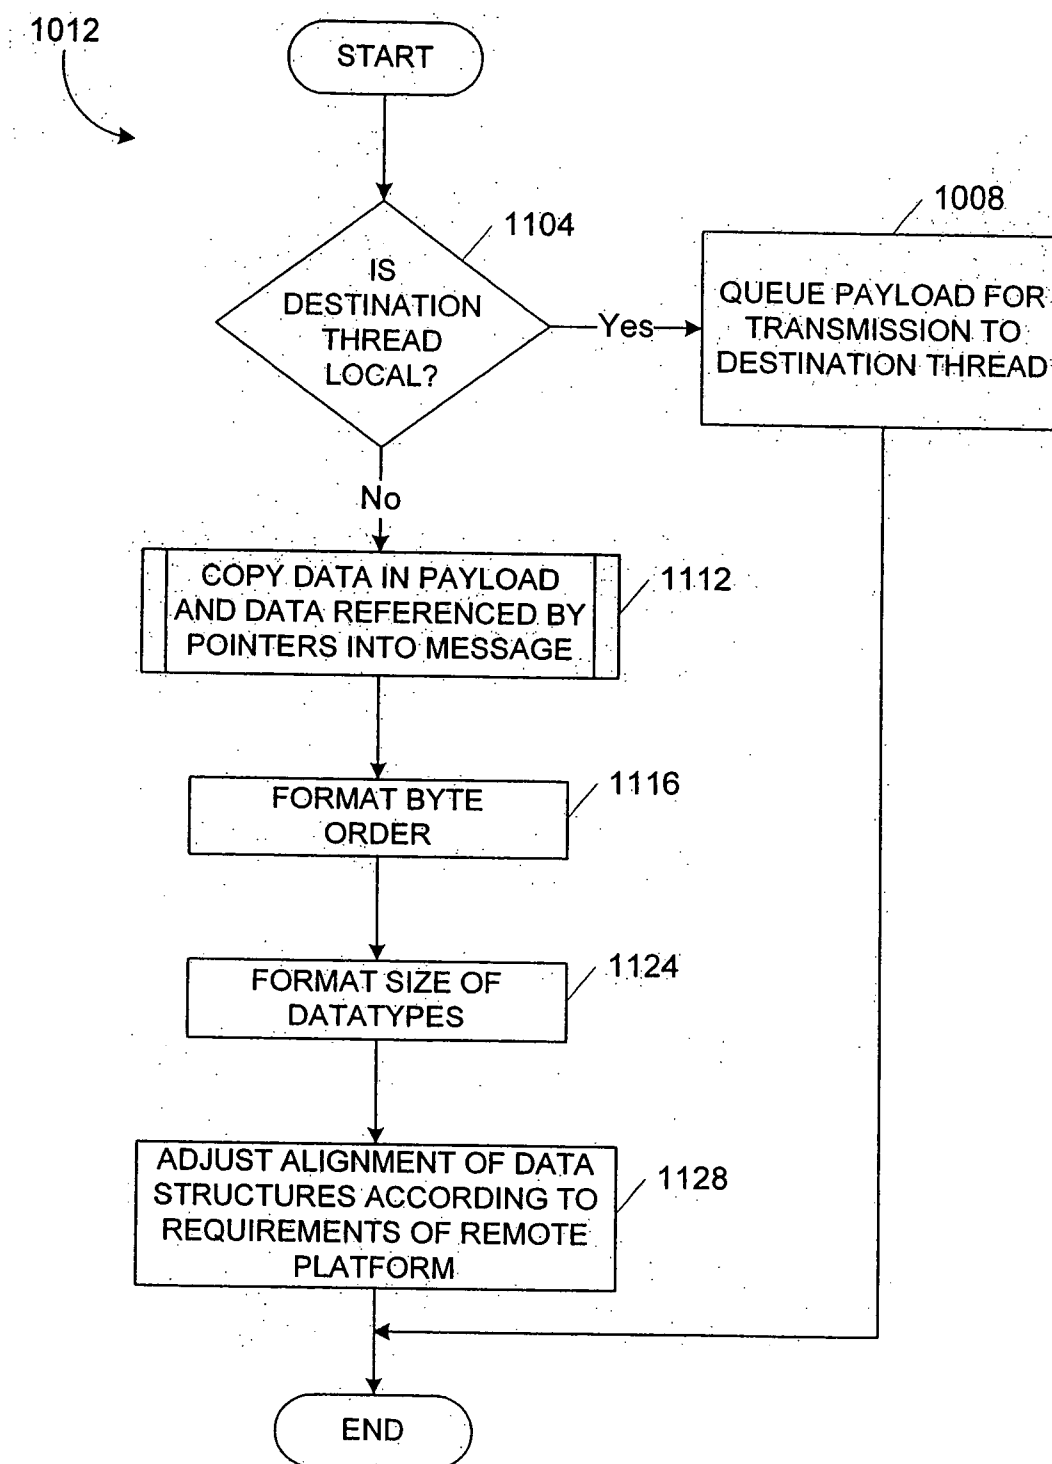 1012
START
1104
IS
DESTINATION
THREAD
LOCAL?
Yes
1008
QUEUE PAYLOAD FOR
TRANSMISSION TO
DESTINATION THREAD
No
COPY DATA IN PAYLOAD
AND DATA REFERENCED BY
POINTERS INTO MESSAGE
1112
FORMAT BYTE
ORDER
1116
FORMAT SIZE OF
DATATYPES
1124
ADJUST ALIGNMENT OF DATA
STRUCTURES ACCORDING TO
REQUIREMENTS OF REMOTE
PLATFORM
1128
END